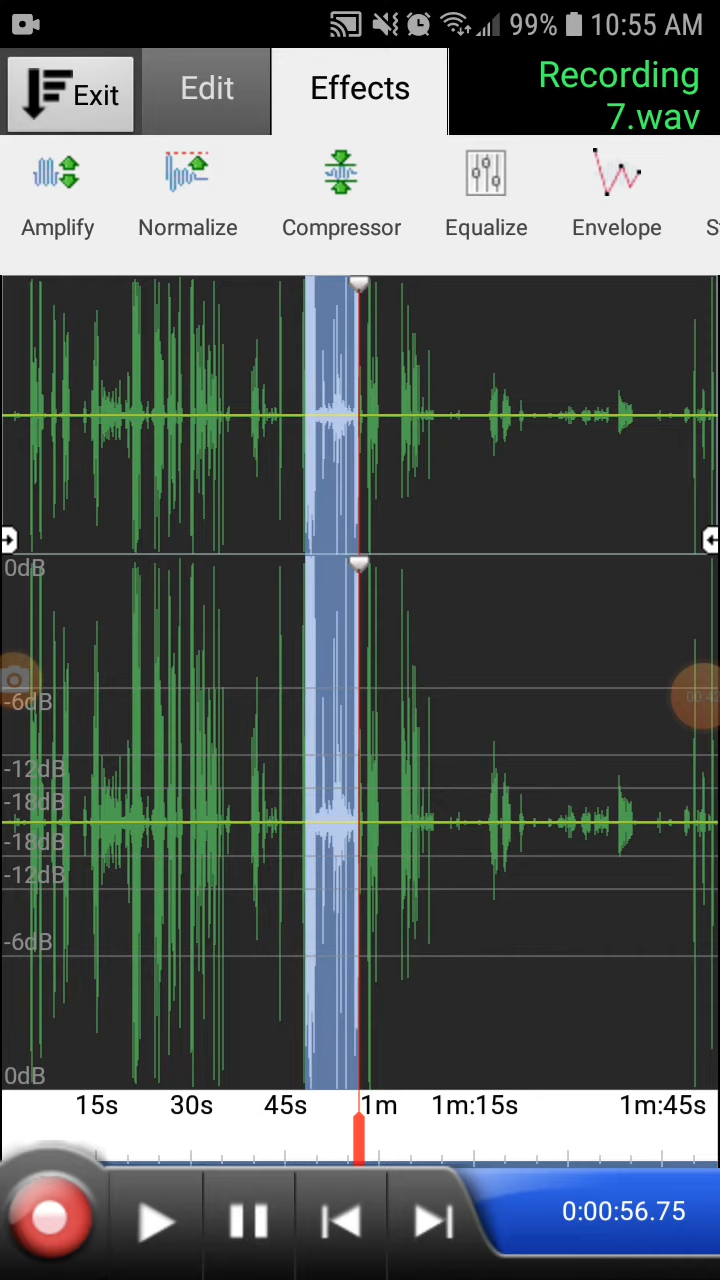 99% 10:55 AM
Exit Edit Effects Recording
7.wav
Amplify Normalize Compressor Equalize Envelope
0dB
-6dB
-12dB
-18dB
-18dB
-12dB
-6dB
0dB
15s 30s 45s 1m 1m:15s 1m:45s
0:00:56.75